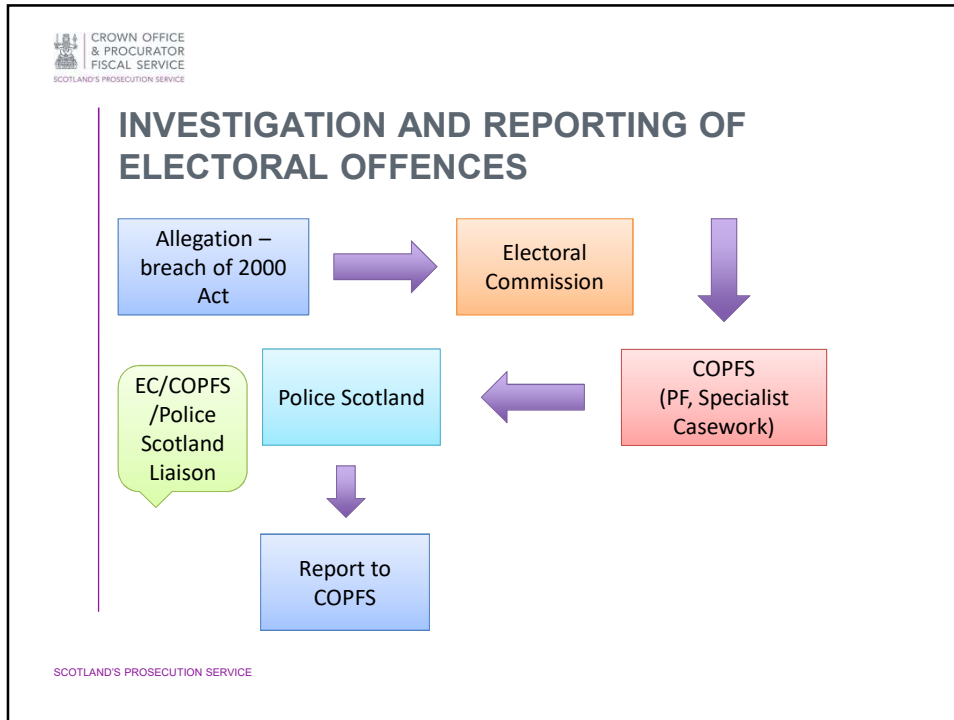 CROWN OFFICE
& PROCURATOR
FISCAL SERVICE
SCOTLAND'S PROSECUTION SERVICE
INVESTIGATION AND REPORTING OF
ELECTORAL OFFENCES
Allegation –
breach of 2000
Act
Electoral
Commission
COPFS
(PF, Specialist
Casework)
Police Scotland
EC/COPFS
/Police
Scotland
Liaison
Report to
COPFS
SCOTLAND'S PROSECUTION SERVICE